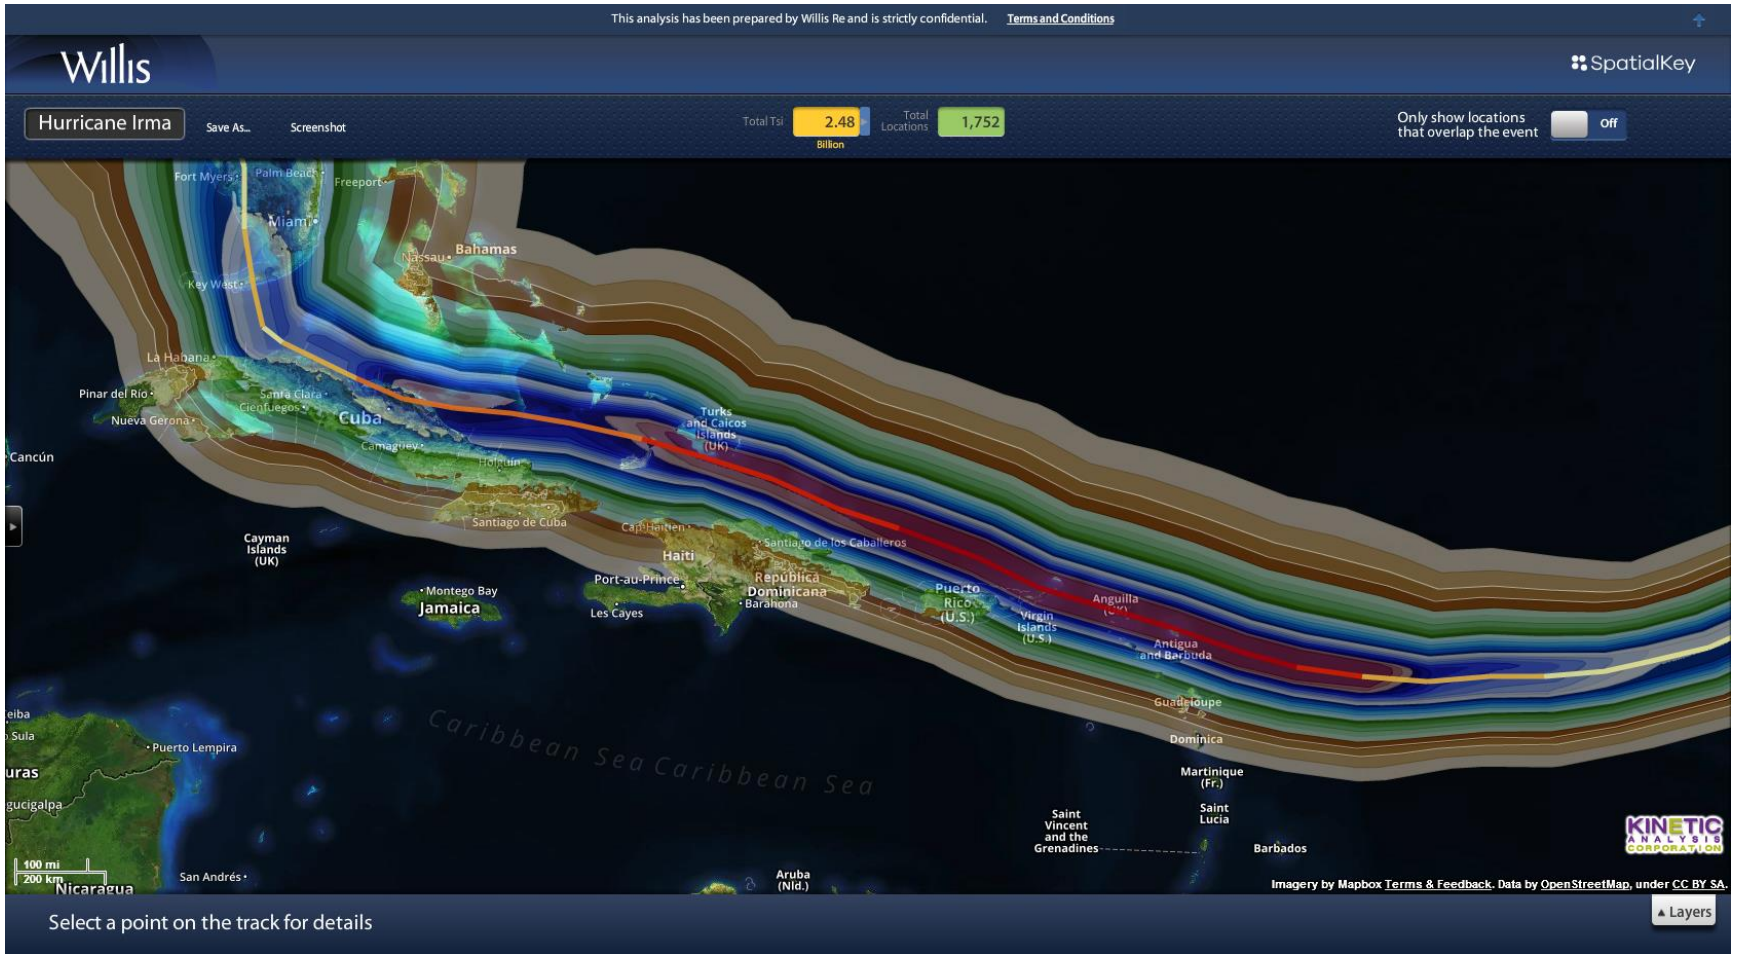 This analysis has been prepared by Willis Re and is strictly confidential. Terms and Conditions
Willis
SpatialKey
Hurricane Irma
Save As...
Screenshot
Total Tsi
2.48
Billion
Total
Locations
1,752
Only show locations
that overlap the event
Off
Fort Myers
Palm Beach
Freeport
Miami
Bahamas
Nassau
Key West
La Habana
Pinar del Río
Santa Clara
Cienfuegos
Nueva Gerona
Cuba
Camagüey
Holguín
Turks
and Caicos
Islands
(UK)
Cancún
Santiago de Cuba
Cayman
Islands
(UK)
Cap-Haïtien
Santiago de los Caballeros
Haiti
Port-au-Prince
República
Dominicana
Barahona
Les Cayes
Montego Bay
Jamaica
Puerto
Rico
(U.S.)
Virgin
Islands
(U.S.)
Anguilla
(UK)
Antigua
and Barbuda
Guadeloupe
Dominica
Martinique
(Fr.)
Saint
Lucia
Saint
Vincent
and the
Grenadines
Barbados
Caribbean Sea Caribbean Sea
eiba
Sula
Puerto Lempira
uras
gucigalpa
100 mi
200 km
Nicaragua
San Andrés
Aruba
(Nld.)
KINETIC
ANALYSIS
CORPORATION
Imagery by Mapbox Terms & Feedback. Data by OpenStreetMap, under CC BY SA.
Select a point on the track for details
Layers